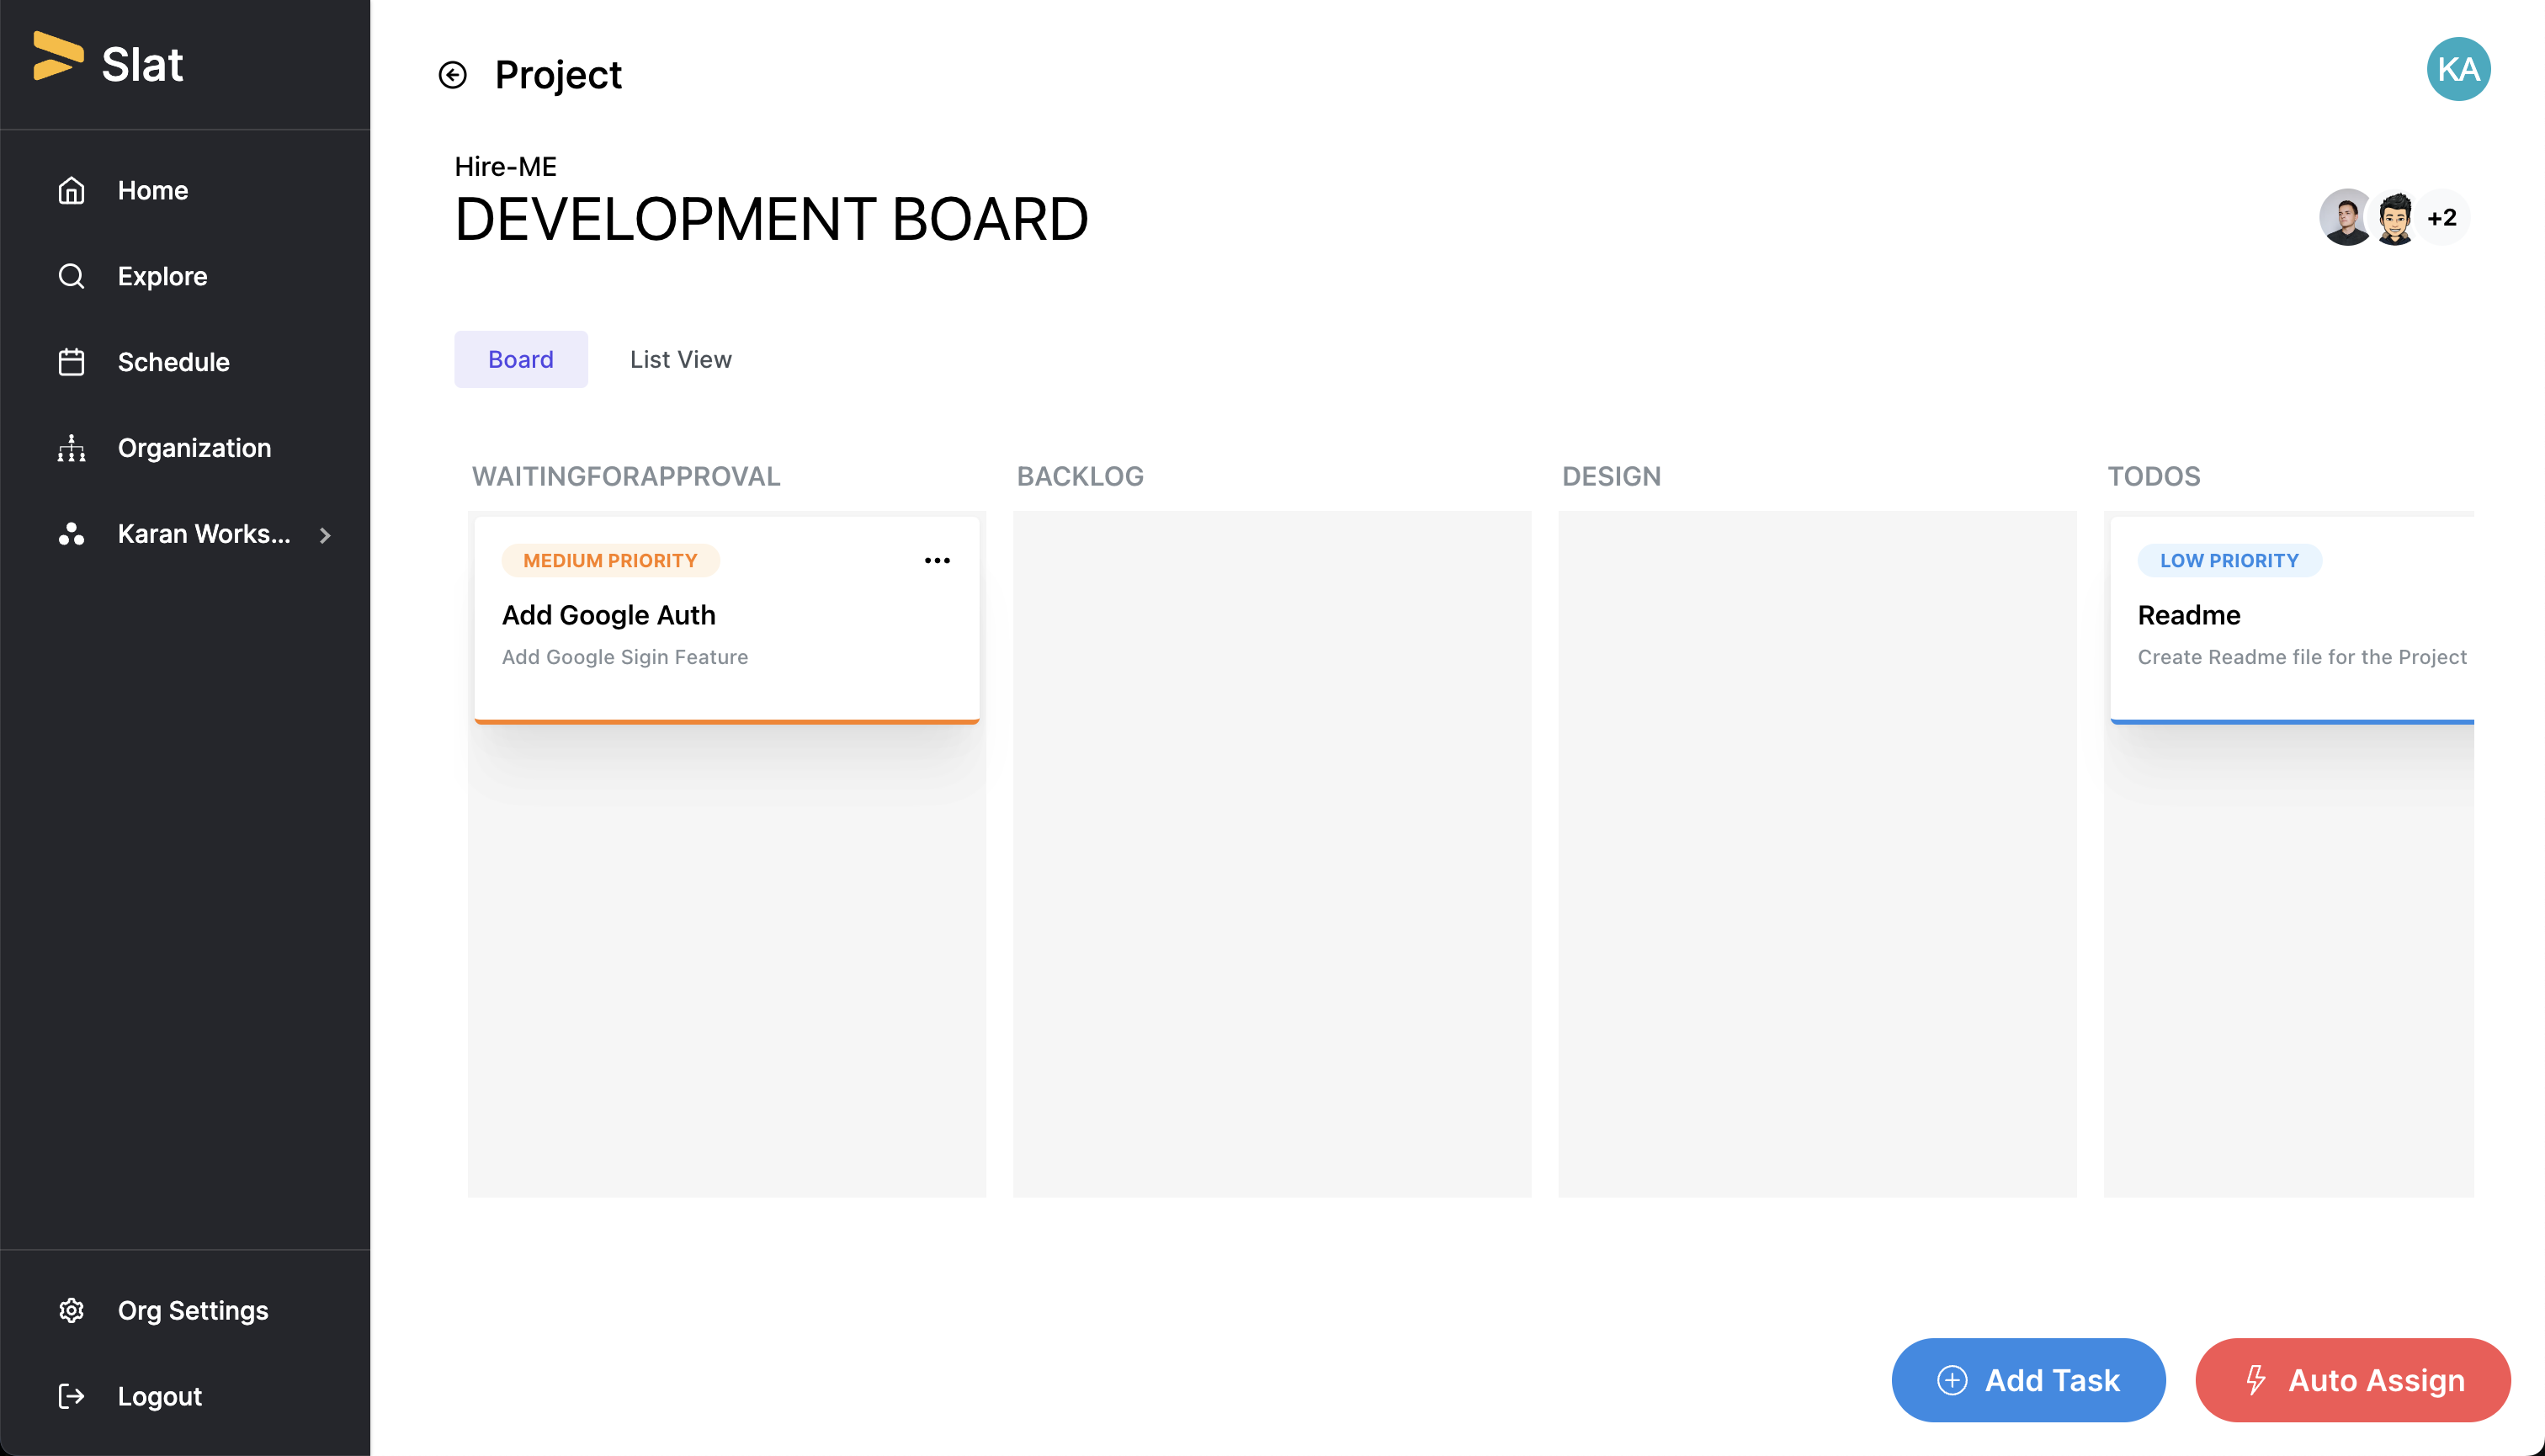 Slat
Home
Explore
Schedule
Organization
Karan Works...
Org Settings
Logout
Project
KA
Hire-ME
DEVELOPMENT BOARD
+2
Board
List View
WAITINGFORAPPROVAL
MEDIUM PRIORITY
Add Google Auth
Add Google Sigin Feature
BACKLOG
DESIGN
TODOS
LOW PRIORITY
Readme
Create Readme file for the Project
Add Task
Auto Assign